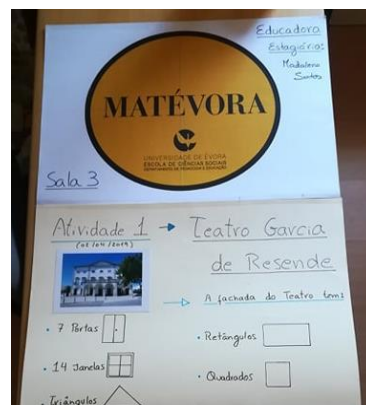 Educadora
Estagiária:
Madalena
Santos
MATÉVORA
UNIVERSIDADE DE ÉVORA
ESCOLA DE CIÊNCIAS SOCIAIS
DEPARTAMENTO DE PEDAGOGIA E EDUCAÇÃO
Sala 3
Atividade 1 → Teatro Garcia
de Resende
→ A fachada do Teatro tem:
• 7 Portas
• 14 Janelas
• Triângulos
• Retângulos
• Quadrados